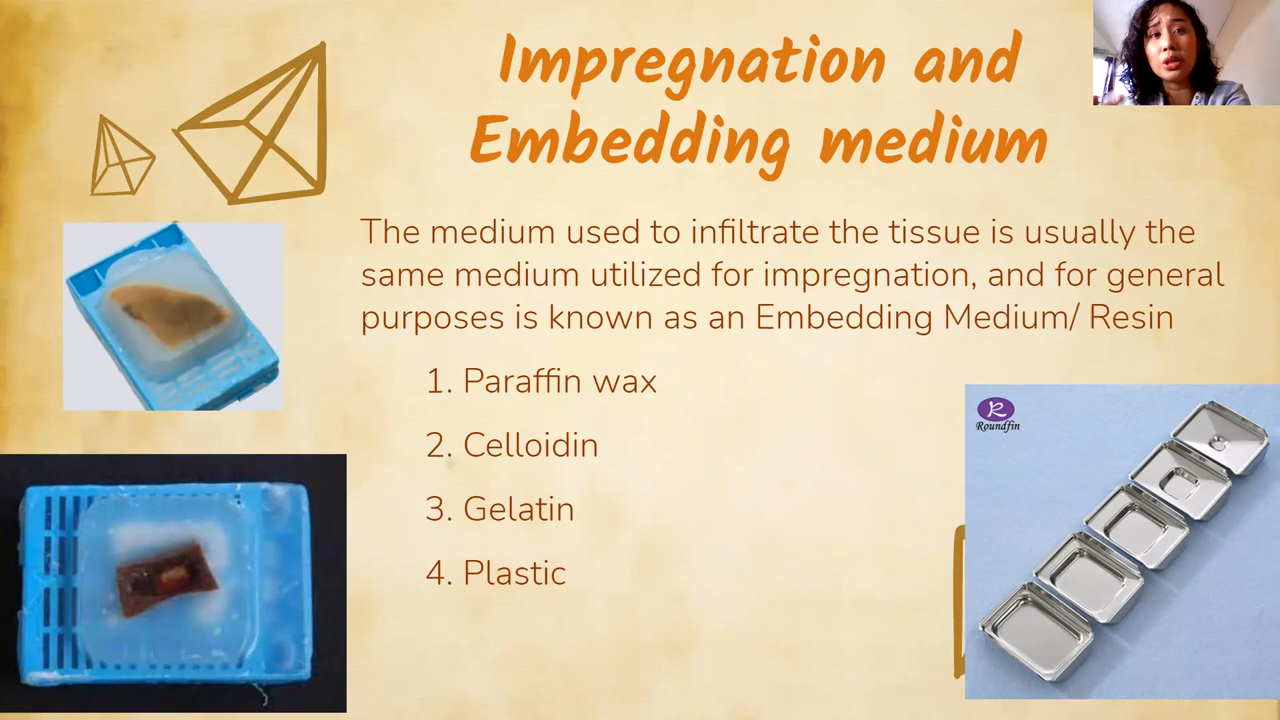 Impregnation and
Embedding medium
The medium used to infiltrate the tissue is usually the
same medium utilized for impregnation, and for general
purposes is known as an Embedding Medium/ Resin
1. Paraffin wax
2. Celloidin
3. Gelatin
4. Plastic
R
Roundfin